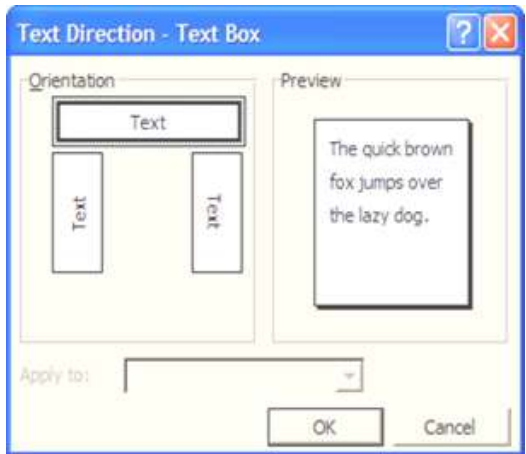 Text Direction - Text Box
Orientation
Preview
Text
Text
Text
The quick brown
fox jumps over
the lazy dog.
Apply to:
OK
Cancel